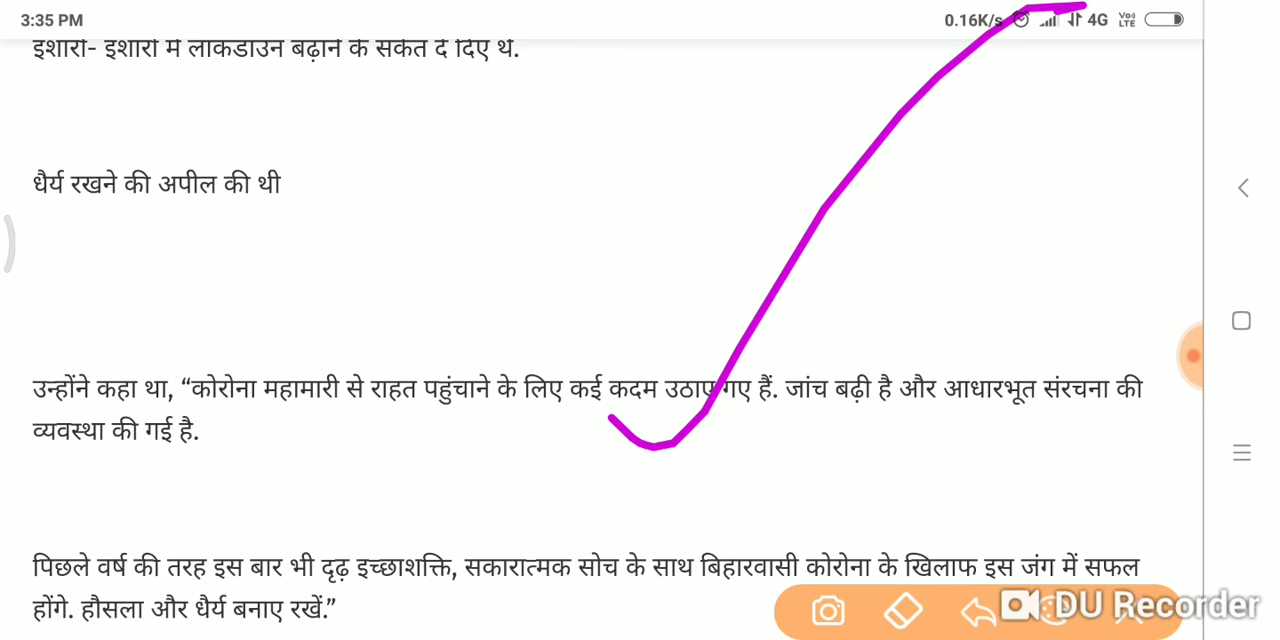 3:35 PM 0.16K/s 4G Vo) LTE
इशारों- इशारों में लॉकडाउन बढ़ाने के संकेत दे दिए थे.
धैर्य रखने की अपील की थी
उन्होंने कहा था, “कोरोना महामारी से राहत पहुंचाने के लिए कई कदम उठाए गए हैं. जांच बढ़ी है और आधारभूत संरचना की
व्यवस्था की गई है.
पिछले वर्ष की तरह इस बार भी दृढ़ इच्छाशक्ति, सकारात्मक सोच के साथ बिहारवासी कोरोना के खिलाफ इस जंग में सफल
होंगे. हौसला और धैर्य बनाए रखें.”
DU Recorder